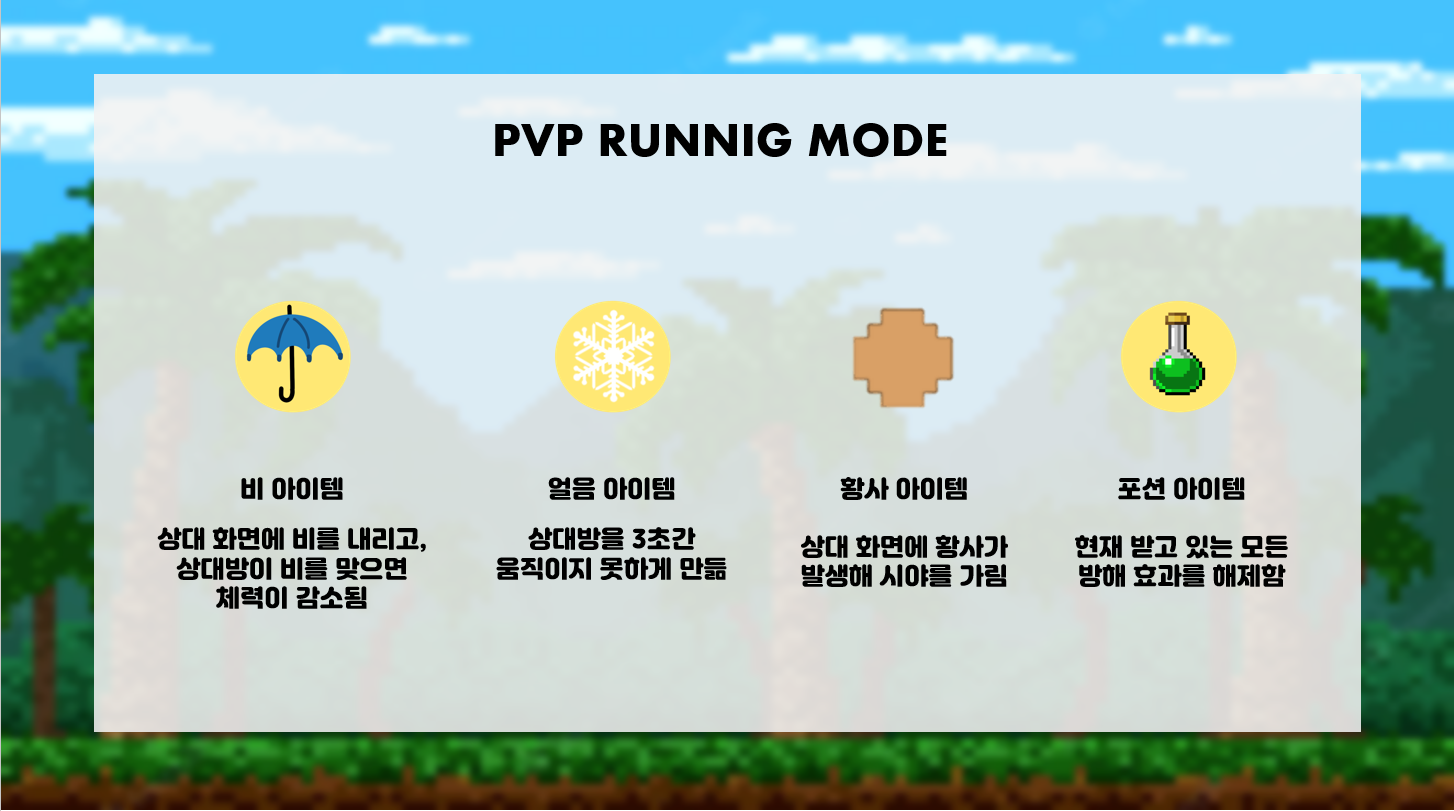 PVP RUNNIG MODE
비 아이템
상대 화면에 비를 내리고,
상대방이 비를 맞으면
체력이 감소됨
얼음 아이템
상대방을 3초간
움직이지 못하게 만듦
황사 아이템
상대 화면에 황사가
발생해 시야를 가림
포션 아이템
현재 받고 있는 모든
방해 효과를 해제함